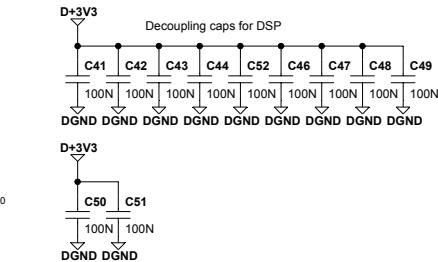 D+3V3
Decoupling caps for DSP
C41 C42 C43 C44 C52 C46 C47 C48 C49
100N 100N 100N 100N 100N 100N 100N 100N 100N
DGND DGND DGND DGND DGND DGND DGND DGND DGND
D+3V3
0
C50 C51
100N 100N
DGND DGND